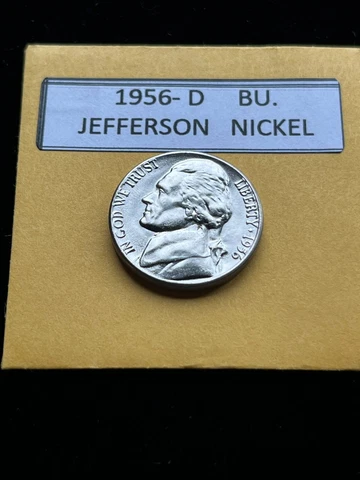 1956- D BU.
JEFFERSON NICKEL
IN GOD WE TRUST
LIBERTY · 1956